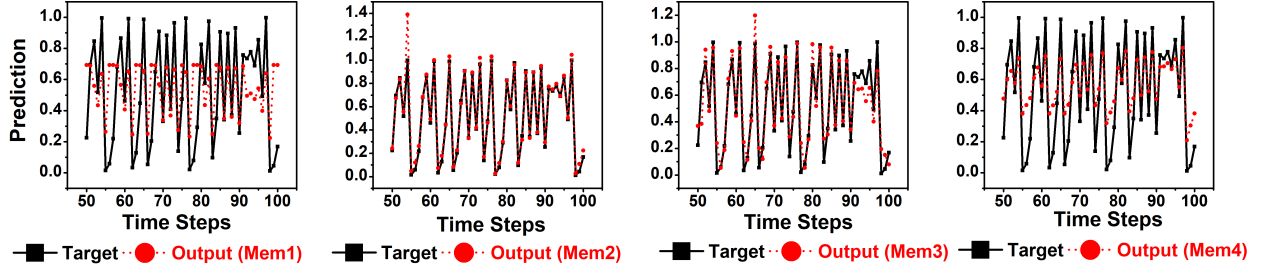 Prediction
1.0
0.8
0.6
0.4
0.2
0.0
50 60 70 80 90 100
Time Steps
Target Output (Mem1)
1.4
1.2
1.0
0.8
0.6
0.4
0.2
0.0
50 60 70 80 90 100
Time Steps
Target Output (Mem2)
1.2
1.0
0.8
0.6
0.4
0.2
0.0
50 60 70 80 90 100
Time Steps
Target Output (Mem3)
1.0
0.8
0.6
0.4
0.2
0.0
50 60 70 80 90 100
Time Steps
Target Output (Mem4)